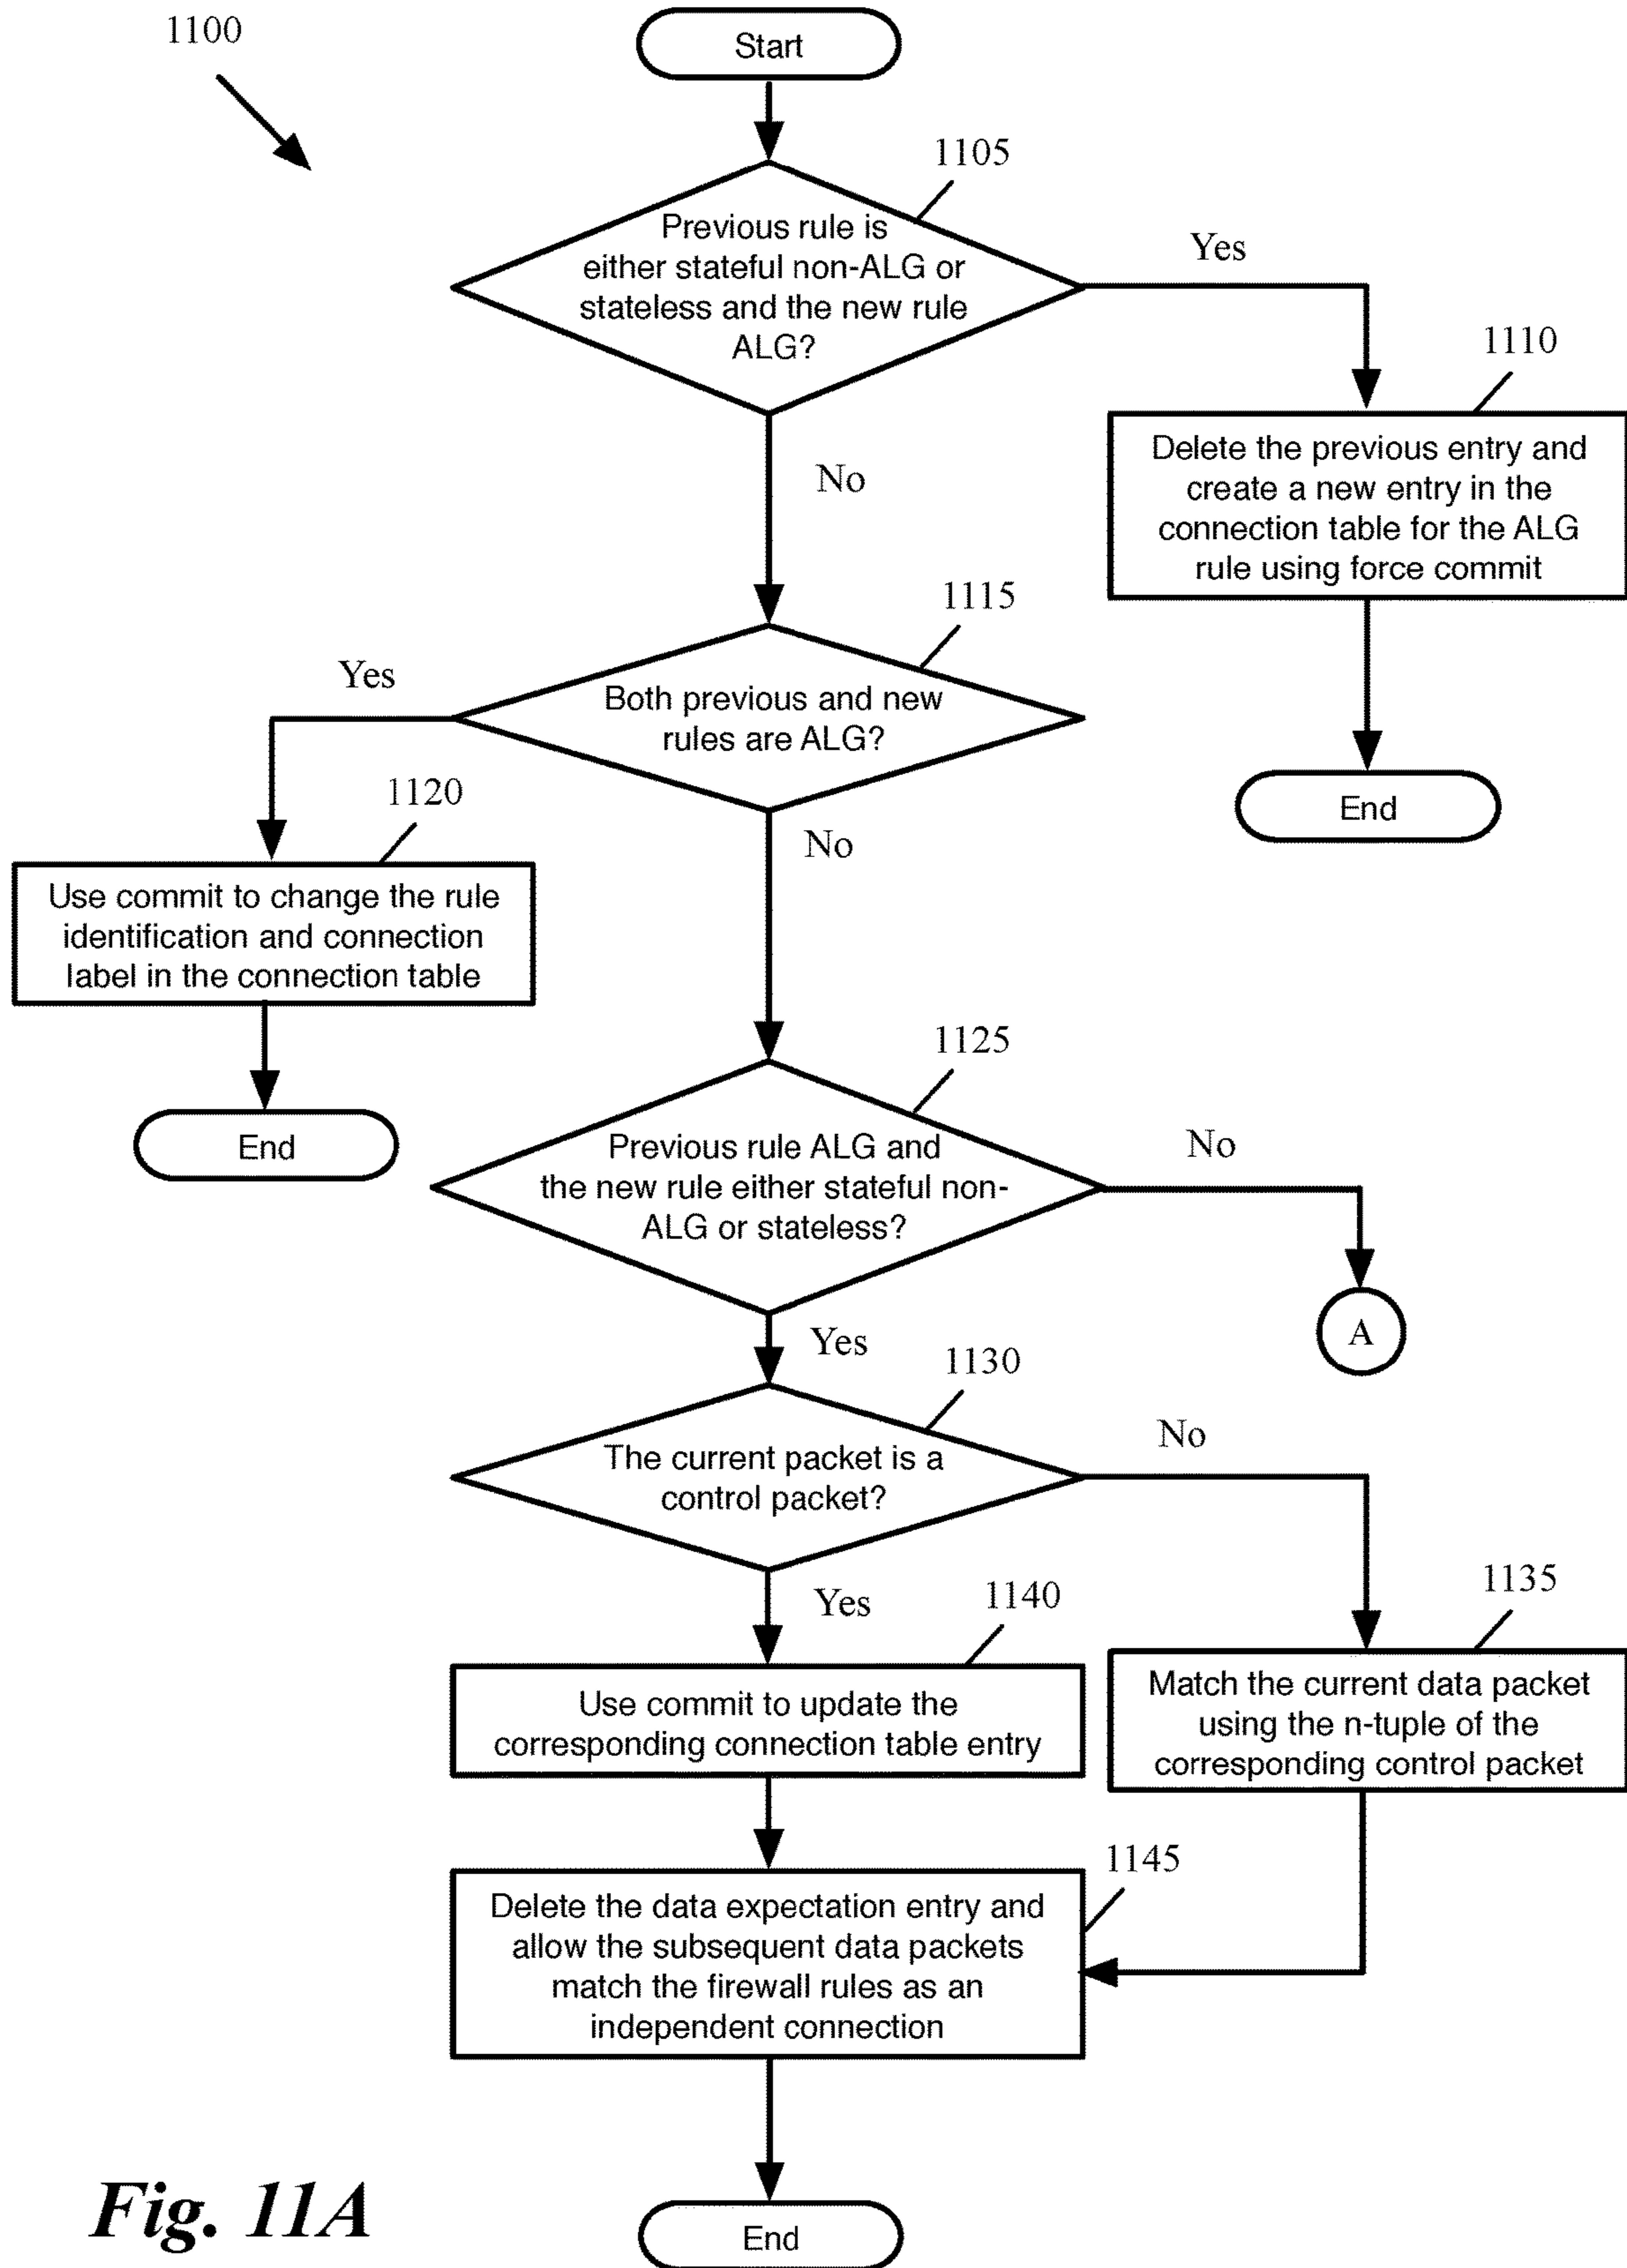 1100
Start
1105
Previous rule is
either stateful non-ALG or
stateless and the new rule
ALG?
Yes
1110
Delete the previous entry and
create a new entry in the
connection table for the ALG
rule using force commit
No
End
1115
Both previous and new
rules are ALG?
Yes
1120
Use commit to change the rule
identification and connection
label in the connection table
End
No
1125
Previous rule ALG and
the new rule either stateful non-
ALG or stateless?
No
A
Yes
1130
The current packet is a
control packet?
No
1135
Match the current data packet
using the n-tuple of the
corresponding control packet
Yes
1140
Use commit to update the
corresponding connection table entry
1145
Delete the data expectation entry and
allow the subsequent data packets
match the firewall rules as an
independent connection
End
Fig. 11A